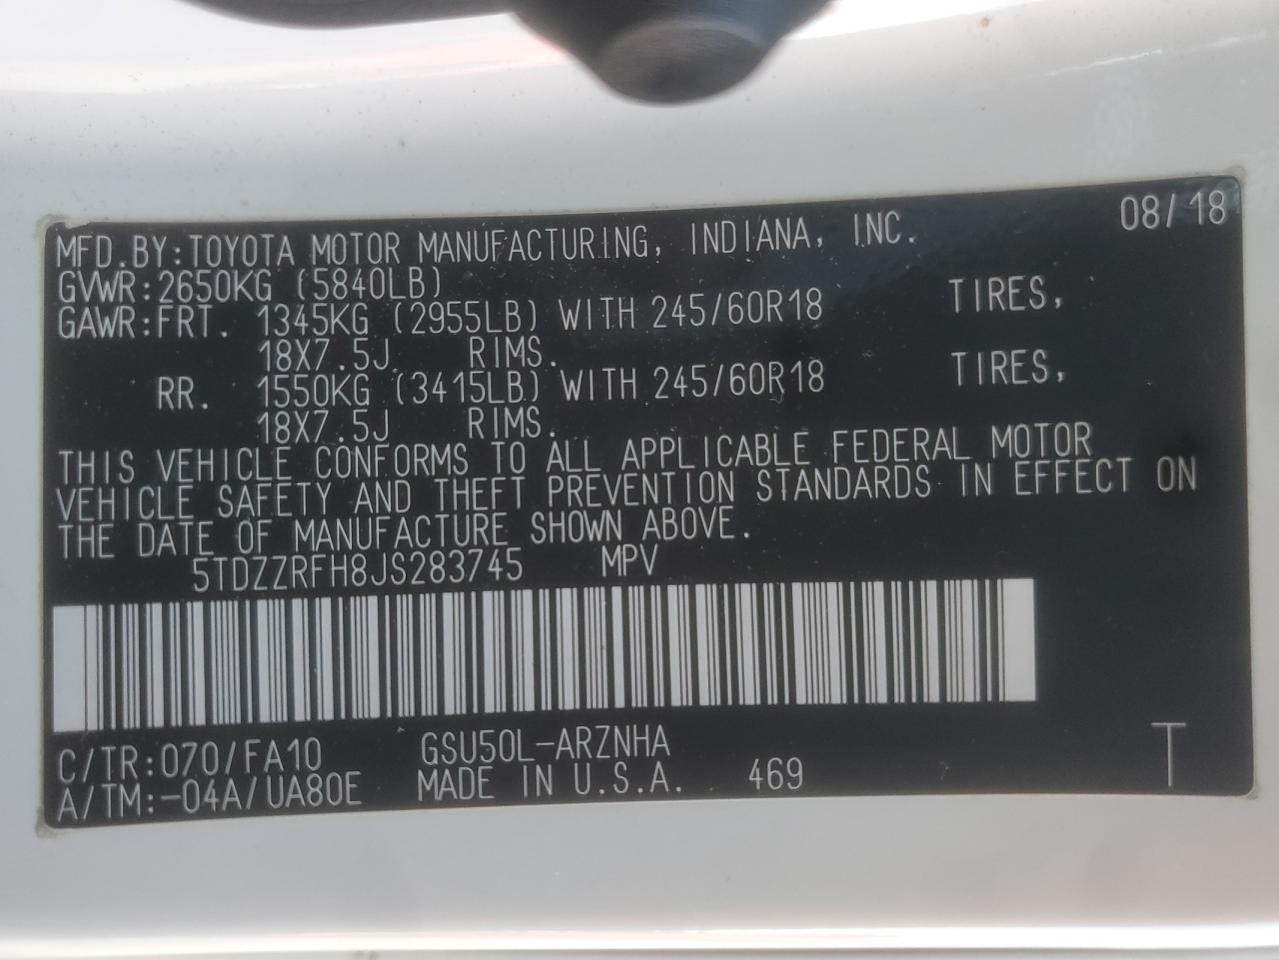 MFD.BY:TOYOTA MOTOR MANUFACTURING, INDIANA, INC. 08/18
GVWR:2650KG (5840LB)
GAWR:FRT. 1345KG (2955LB) WITH 245/60R18 TIRES,
18X7.5J RIMS.
RR. 1550KG (3415LB) WITH 245/60R18 TIRES,
18X7.5J RIMS.
THIS VEHICLE CONFORMS TO ALL APPLICABLE FEDERAL MOTOR
VEHICLE SAFETY AND THEFT PREVENTION STANDARDS IN EFFECT ON
THE DATE OF MANUFACTURE SHOWN ABOVE.
5TDZZRFH8JS283745 MPV
C/TR:070/FA10 GSU50L-ARZNHA
A/TM:-04A/UA80E MADE IN U.S.A. 469 T